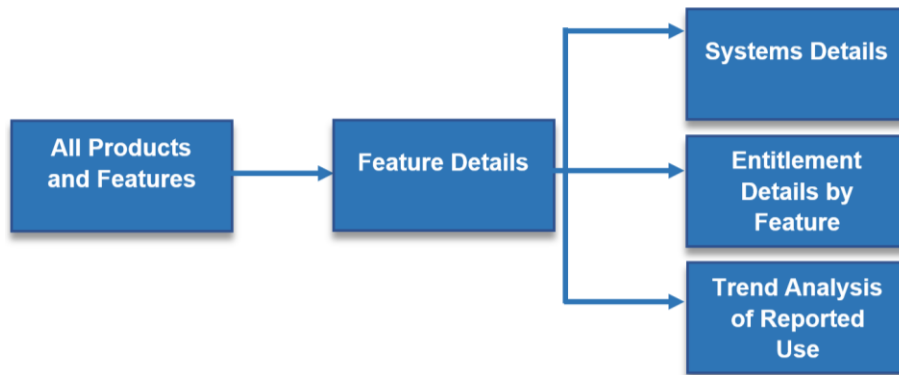 All Products
and Features
Feature Details
Systems Details
Entitlement
Details by
Feature
Trend Analysis
of Reported
Use